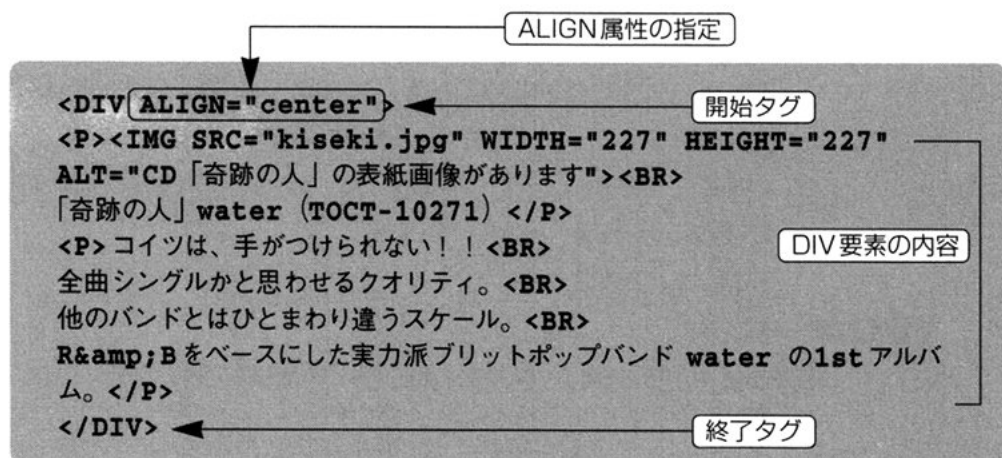 ALIGN属性の指定
<DIV ALIGN="center">
開始タグ
<P><IMG SRC="kiseki.jpg" WIDTH="227" HEIGHT="227"
ALT="CD「奇跡の人」の表紙画像があります"><BR>
「奇跡の人」water（TOCT-10271）</P>
<P>コイツは、手がつけられない！！<BR>
DIV要素の内容
全曲シングルかと思わせるクオリティ。<BR>
他のバンドとはひとまわり違うスケール。<BR>
R&amp;Bをベースにした実力派ブリットポップバンド water の1stアルバ
ム。</P>
</DIV>
終了タグ